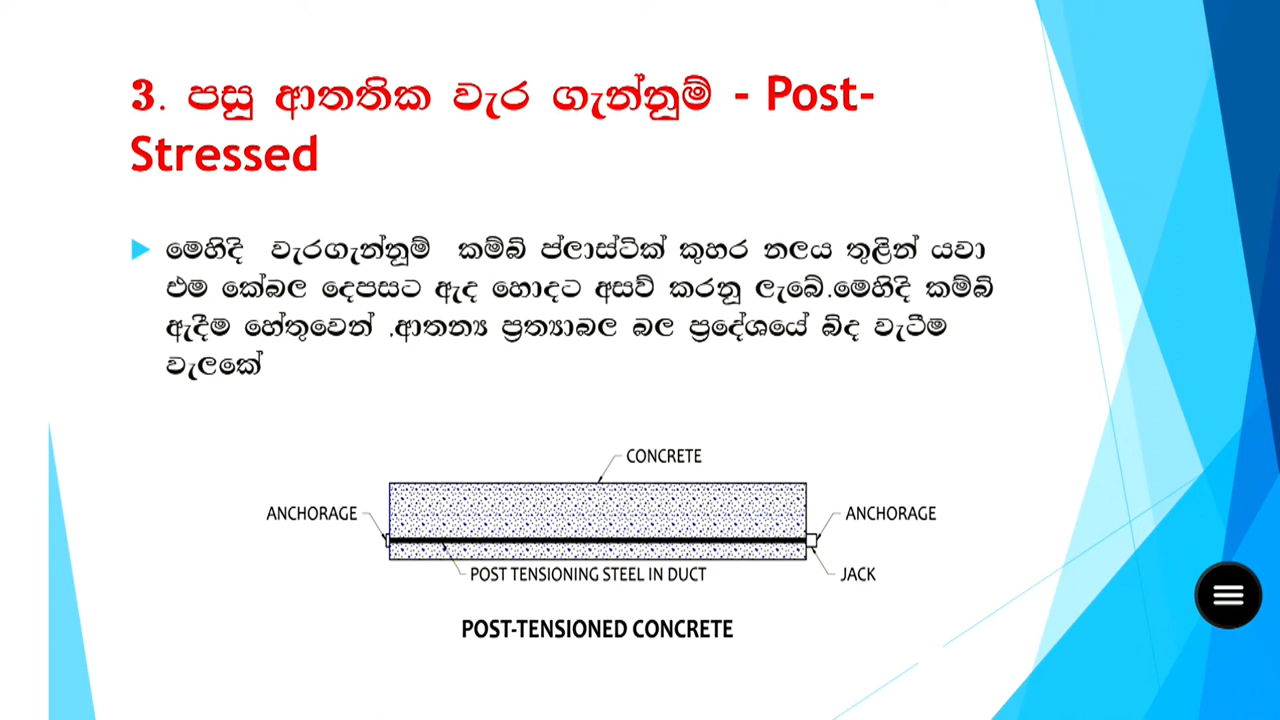 3. පසු ආතතික වැර ගැන්නුම් - Post-
Stressed
මෙහිදි වැරගැන්නූම් කම්බි ප්ලාස්ටික් කුහර නලය තුළින් යවා
එම කේබල දෙපසට ඇද හොදට අසවි කරනු ලැබේ.මෙහිදි කම්බි
ඇදීම හේතුවෙන් ,ආතන්‍ය ප්‍රත්‍යාබල බල ප්‍රදේශයේ බිද වැටීම
වැලකේ
CONCRETE
ANCHORAGE
ANCHORAGE
POST TENSIONING STEEL IN DUCT
JACK
POST-TENSIONED CONCRETE